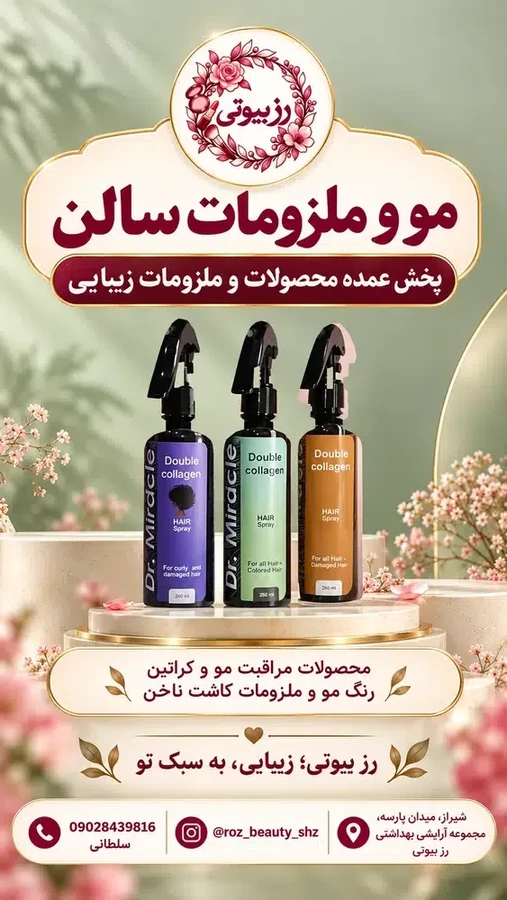 رز بیوتی
مو و ملزومات سالن
پخش عمده محصولات و ملزومات زیبایی
Dr. Miracle
Double
collagen
HAIR
Spray
For curly and
damaged hair
260 ml
Dr. Miracle
Double
collagen
HAIR
Spray
For all Hair -
Colored Hair
260 ml
Dr. Miracle
Double
collagen
HAIR
Spray
For all Hair -
Damaged Hair
260 ml
محصولات مراقبت مو و کراتین
رنگ مو و ملزومات کاشت ناخن
رز بیوتی؛ زیبایی، به سبک تو
شیراز، میدان پارسه،
مجموعه آرایشی بهداشتی
رز بیوتی
@roz_beauty_shz
09028439816
سلطانی